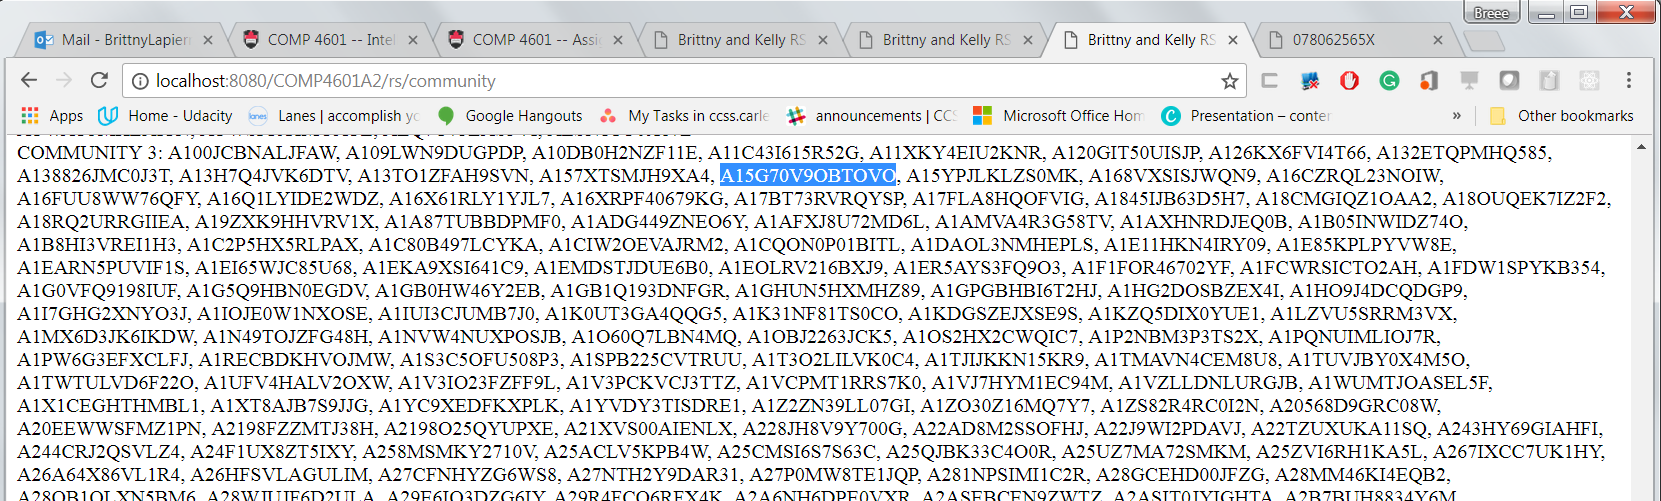 Breee
Mail - BrittnyLapier
COMP 4601 -- Intel
COMP 4601 -- Assi
Brittny and Kelly RS
Brittny and Kelly RS
Brittny and Kelly RS
078062565X
localhost:8080/COMP4601A2/rs/community
Apps Home - Udacity Lanes | accomplish yo Google Hangouts My Tasks in ccss.carle announcements | CCS Microsoft Office Hom Presentation – conter » Other bookmarks
COMMUNITY 3: A100JCBNALJFAW, A109LWN9DUGPDP, A10DB0H2NZF11E, A11C43I615R52G, A11XKY4EIU2KNR, A120GIT50UISJP, A126KX6FVI4T66, A132ETQPMHQ585,
A138826JMC0J3T, A13H7Q4JVK6DTV, A13TO1ZFAH9SVN, A157XTSMJH9XA4, A15G70V9OBTOVO, A15YPJLKLZS0MK, A168VXSISJWQN9, A16CZRQL23NOIW,
A16FUU8WW76QFY, A16Q1LYIDE2WDZ, A16X61RLY1YJL7, A16XRPF40679KG, A17BT73RVRQYSP, A17FLA8HQOFVIG, A1845IJB63D5H7, A18CMGIQZ1OAA2, A18OUQEK7IZ2F2,
A18RQ2URRGIIEA, A19ZXK9HHVRV1X, A1A87TUBBDPMF0, A1ADG449ZNEO6Y, A1AFXJ8U72MD6L, A1AMVA4R3G58TV, A1AXHNRDJEQ0B, A1B05INWIDZ74O,
A1B8HI3VREI1H3, A1C2P5HX5RLPAX, A1C80B497LCYKA, A1CIW2OEVAJRM2, A1CQON0P01BITL, A1DAOL3NMHEPLS, A1E11HKN4IRY09, A1E85KPLPYVW8E,
A1EARN5PUVIF1S, A1EI65WJC85U68, A1EKA9XSI641C9, A1EMDSTJDUE6B0, A1EOLRV216BXJ9, A1ER5AYS3FQ9O3, A1F1FOR46702YF, A1FCWRSICTO2AH, A1FDW1SPYKB354,
A1G0VFQ9198IUF, A1G5Q9HBN0EGDV, A1GB0HW46Y2EB, A1GB1Q193DNFGR, A1GHUN5HXMHZ89, A1GPGBHBI6T2HJ, A1HG2DOSBZEX4I, A1HO9J4DCQDGP9,
A1I7GHG2XNYO3J, A1IOJE0W1NXOSE, A1IUI3CJUMB7J0, A1K0UT3GA4QQG5, A1K31NF81TS0CO, A1KDGSZEJXSE9S, A1KZQ5DIX0YUE1, A1LZVU5SRRM3VX,
A1MX6D3JK6IKDW, A1N49TOJZFG48H, A1NVW4NUXPOSJB, A1O60Q7LBN4MQ, A1OBJ2263JCK5, A1OS2HX2CWQIC7, A1P2NBM3P3TS2X, A1PQNUIMLIOJ7R,
A1PW6G3EFXCLFJ, A1RECBDKHVOJMW, A1S3C5OFU508P3, A1SPB225CVTRUU, A1T3O2LILVK0C4, A1TJIJKKN15KR9, A1TMAVN4CEM8U8, A1TUVJBY0X4M5O,
A1TWTULVD6F22O, A1UFV4HALV2OXW, A1V3IO23FZFF9L, A1V3PCKVCJ3TTZ, A1VCPMT1RRS7K0, A1VJ7HYM1EC94M, A1VZLLDNLURGJB, A1WUMTJOASEL5F,
A1X1CEGHTHMBL1, A1XT8AJB7S9JJG, A1YC9XEDFKXPLK, A1YVDY3TISDRE1, A1Z2ZN39LL07GI, A1ZO30Z16MQ7Y7, A1ZS82R4RC0I2N, A20568D9GRC08W,
A20EEWWSFMZ1PN, A2198FZZMTJ38H, A2198O25QYUPXE, A21XVS00AIENLX, A228JH8V9Y700G, A22AD8M2SSOFHJ, A22J9WI2PDAVJ, A22TZUXUKA11SQ, A243HY69GIAHFI,
A244CRJ2QSVLZ4, A24F1UX8ZT5IXY, A258MSMKY2710V, A25ACLV5KPB4W, A25CMSI6S7S63C, A25QJBK33C4O0R, A25UZ7MA72SMKM, A25ZVI6RH1KA5L, A267IXCC7UK1HY,
A26A64X86VL1R4, A26HFSVLAGULIM, A27CFNHYZG6WS8, A27NTH2Y9DAR31, A27P0MW8TE1JQP, A281NPSIMI1C2R, A28GCEHD00JFZG, A28MM46KI4EQB2,